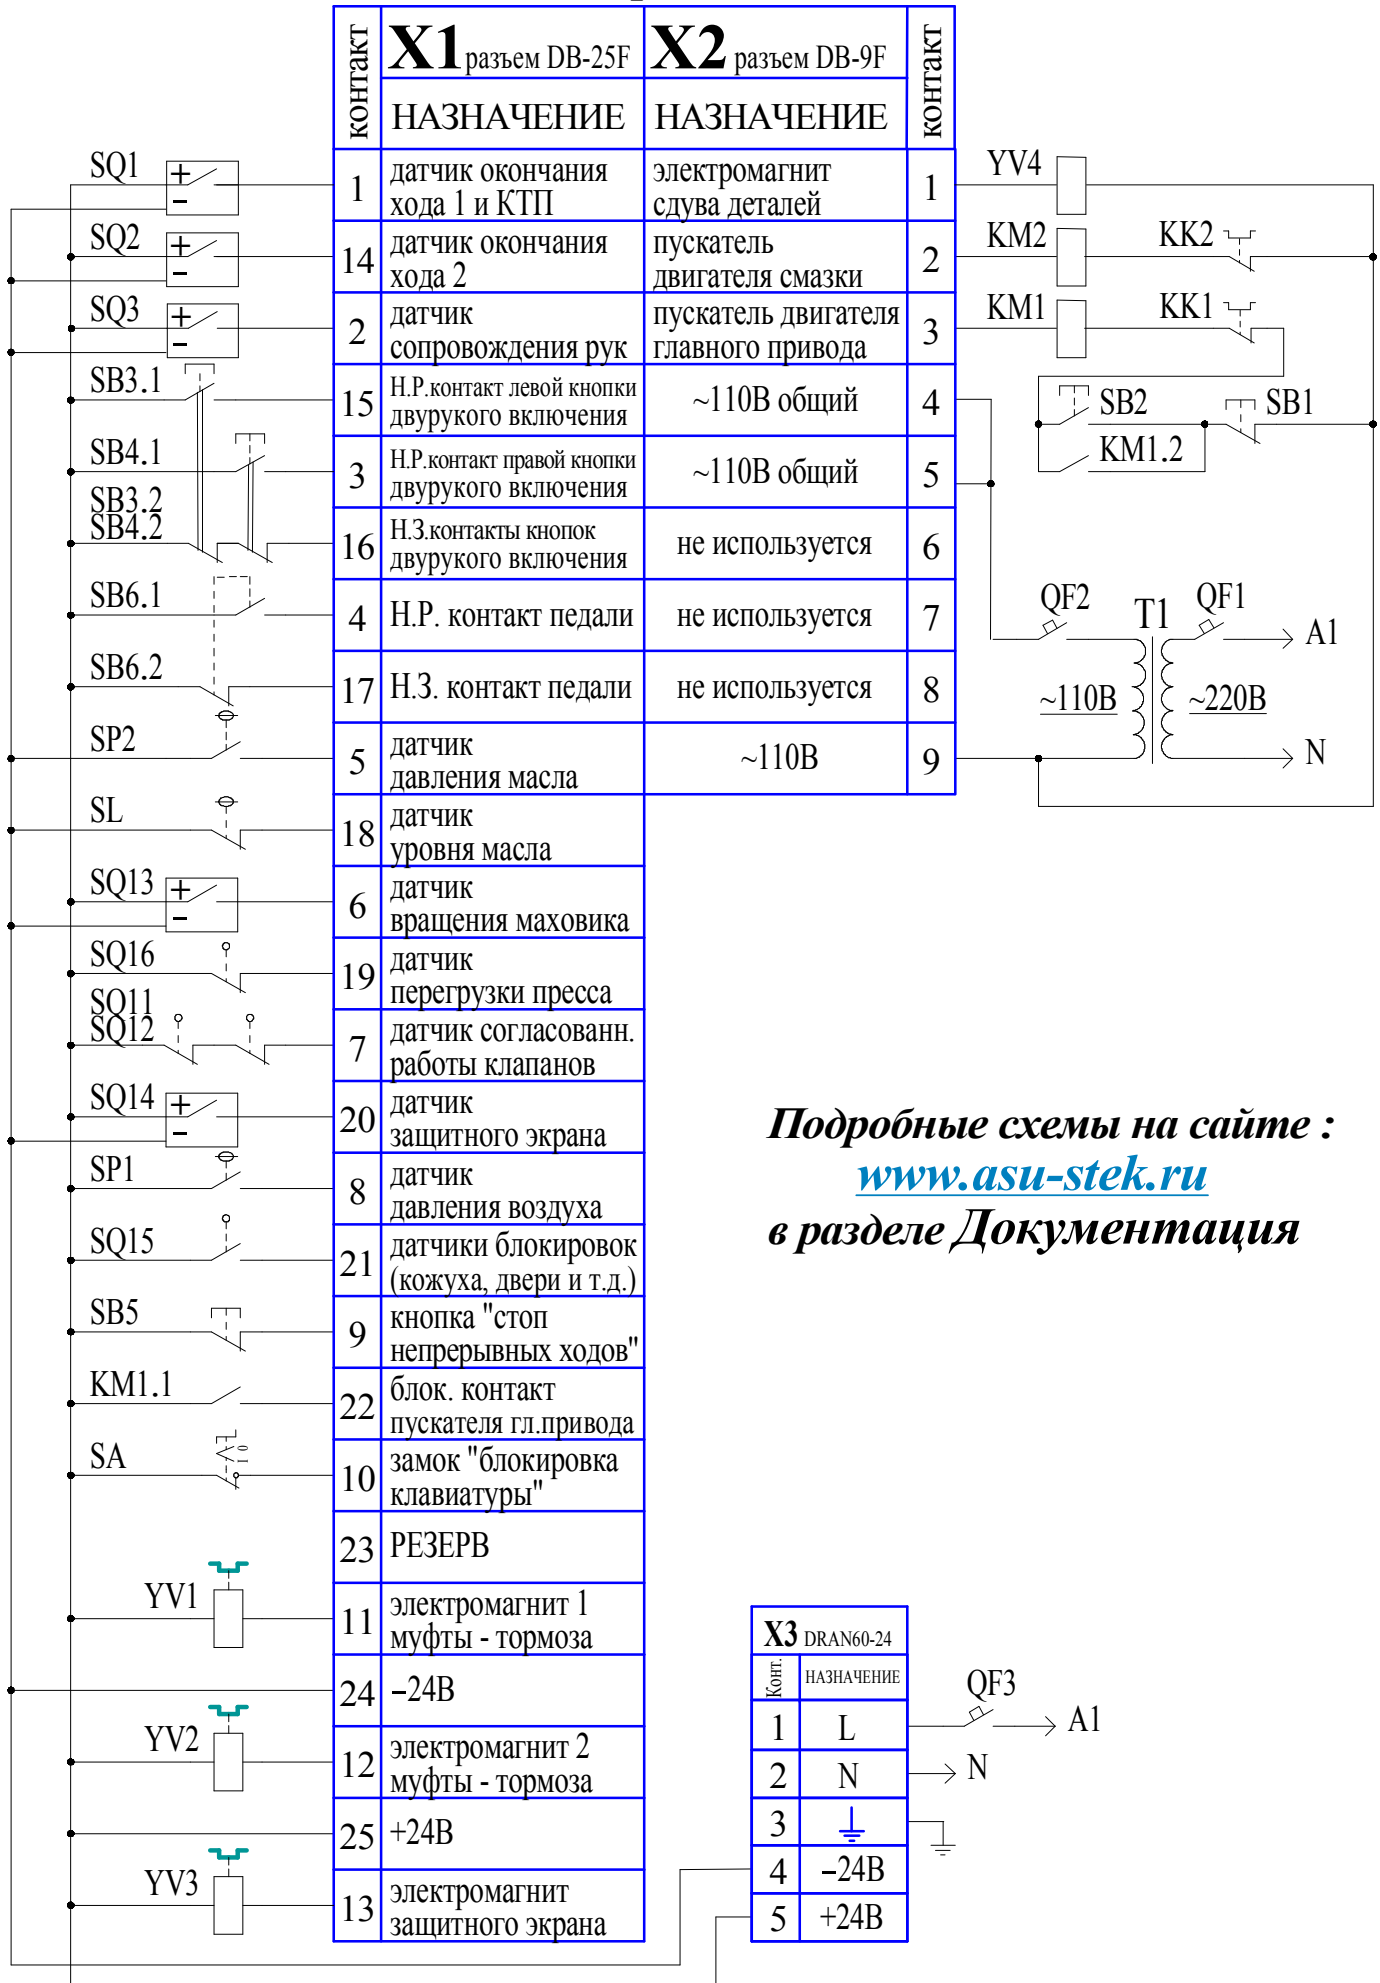 контакт
X1 разъем DB-25F
X2 разъем DB-9F
контакт
НАЗНАЧЕНИЕ
НАЗНАЧЕНИЕ
SQ1
+
–
1
датчик окончания
хода 1 и КТП
электромагнит
сдува деталей
1
YV4
SQ2
+
–
14
датчик окончания
хода 2
пускатель
двигателя смазки
2
KM2
KK2
SQ3
+
–
2
датчик
сопровождения рук
пускатель двигателя
главного привода
3
KM1
KK1
SB3.1
15
Н.Р.контакт левой кнопки
двурукого включения
~110В общий
4
SB2
SB1
KM1.2
SB4.1
3
Н.Р.контакт правой кнопки
двурукого включения
~110В общий
5
SB3.2
SB4.2
16
Н.З.контакты кнопок
двурукого включения
не используется
6
SB6.1
4
Н.Р. контакт педали
не используется
7
QF2
T1
QF1
A1
SB6.2
17
Н.З. контакт педали
не используется
8
~110В
~220В
SP2
5
датчик
давления масла
~110В
9
N
SL
18
датчик
уровня масла
SQ13
+
–
6
датчик
вращения маховика
SQ16
19
датчик
перегрузки пресса
SQ11
SQ12
7
датчик согласованн.
работы клапанов
SQ14
+
–
20
датчик
защитного экрана
SP1
8
датчик
давления воздуха
SQ15
21
датчики блокировок
(кожуха, двери и т.д.)
SB5
9
кнопка "стоп
непрерывных ходов"
KM1.1
22
блок. контакт
пускателя гл.привода
SA
1 0
10
замок "блокировка
клавиатуры"
23
РЕЗЕРВ
YV1
11
электромагнит 1
муфты - тормоза
24
–24В
YV2
12
электромагнит 2
муфты - тормоза
25
+24В
YV3
13
электромагнит
защитного экрана
Подробные схемы на сайте :
www.asu-stek.ru
в разделе Документация
X3 DRAN60-24
Конт.
НАЗНАЧЕНИЕ
1
L
QF3
A1
2
N
N
3
4
–24В
5
+24В